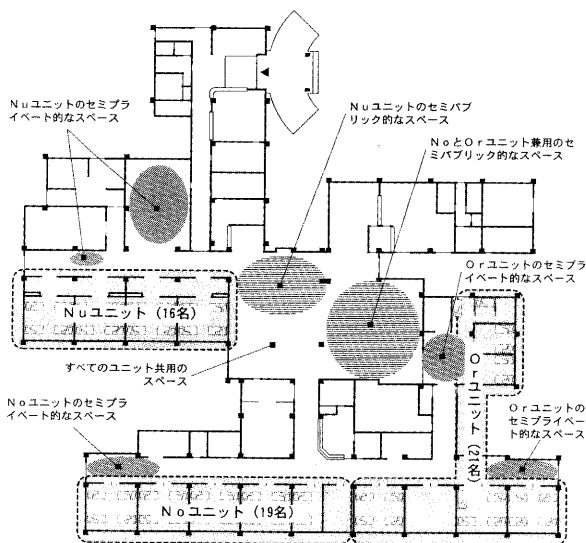 Nuユニットのセミプラ
イベート的なスペース
Nuユニットのセミパブ
リック的なスペース
NoとOrユニット兼用のセ
ミパブリック的なスペース
Orユニットのセミプラ
イベート的なスペース
Nuユニット (16名)
すべてのユニット共用の
スペース
Orユニット (21名)
Noユニットのセミプラ
イベート的なスペース
Orユニットの
セミプライベー
ト的なスペース
Noユニット (19名)